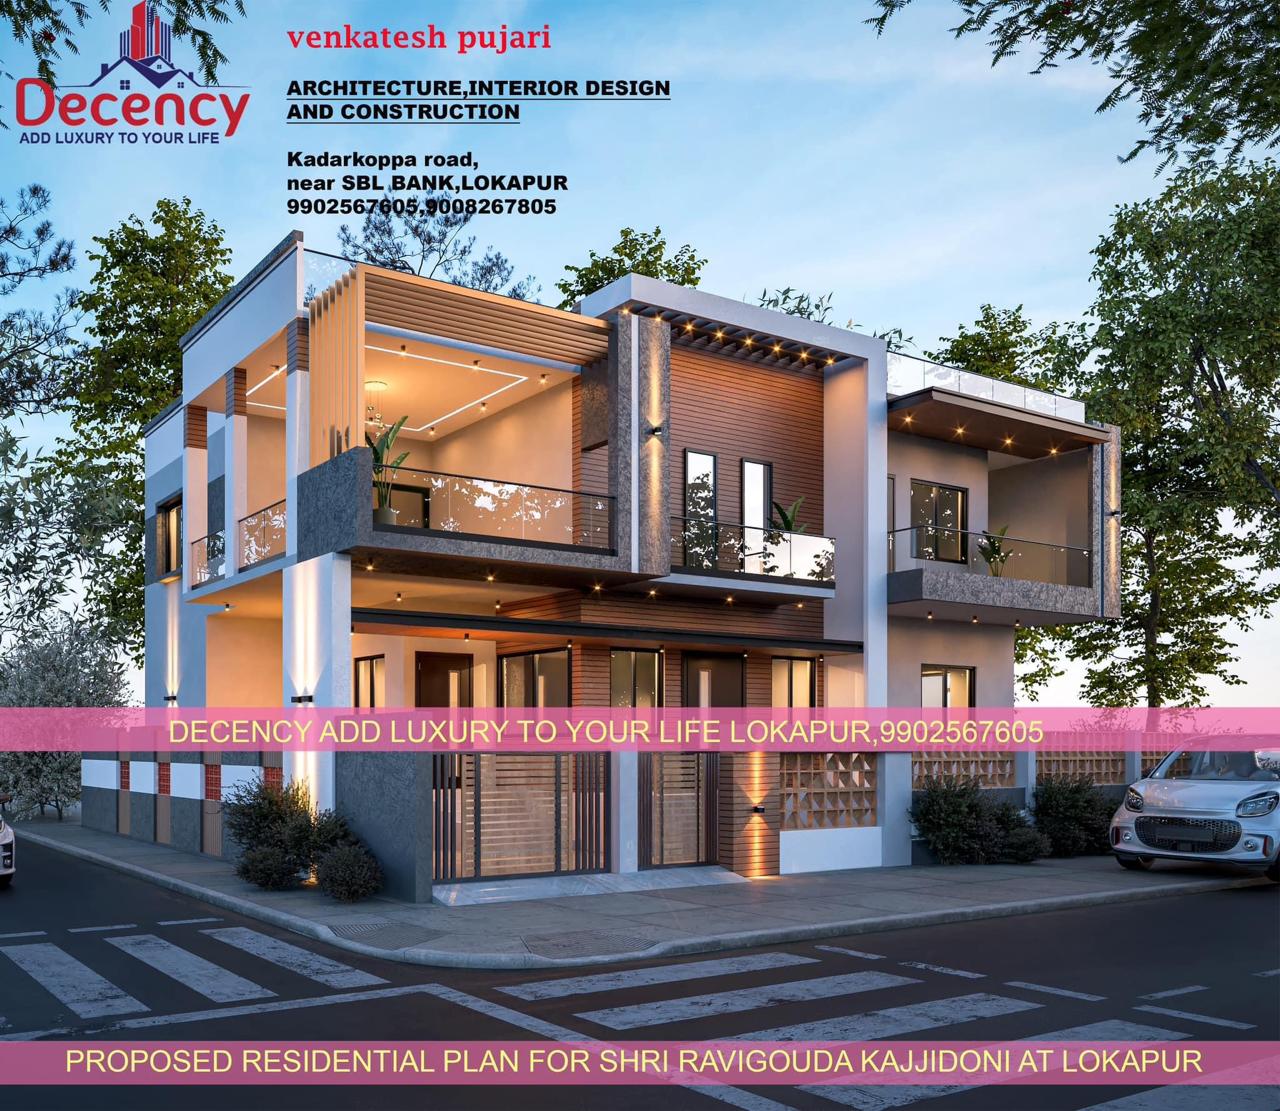 Decency
ADD LUXURY TO YOUR LIFE
venkatesh pujari
ARCHITECTURE,INTERIOR DESIGN
AND CONSTRUCTION
Kadarkoppa road,
near SBL BANK,LOKAPUR
9902567605,9008267805
DECENCY ADD LUXURY TO YOUR LIFE LOKAPUR,9902567605
PROPOSED RESIDENTIAL PLAN FOR SHRI RAVIGOUDA KAJJIDONI AT LOKAPUR